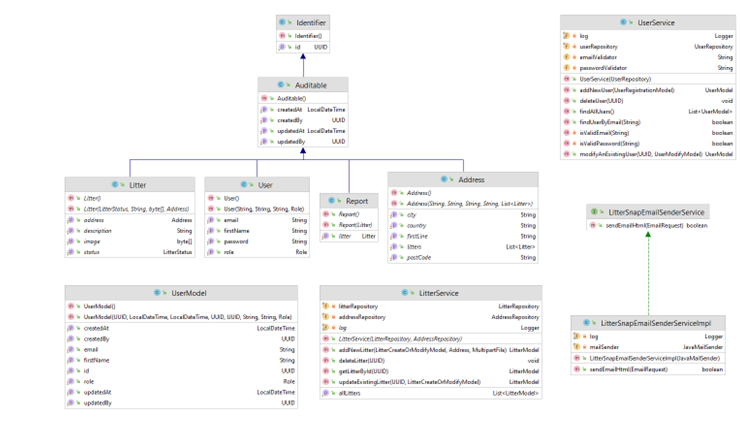 Identifier
Identifier()
id UUID
Auditable
Auditable()
createdAt LocalDateTime
createdBy UUID
updatedAt LocalDateTime
updatedBy UUID
Litter
Litter()
Litter(LitterStatus, String, byte[], Address)
address Address
description String
image byte[]
status LitterStatus
User
User()
User(String, String, String, Role)
email String
firstName String
password String
role Role
Report
Report()
Report(Litter)
litter Litter
Address
Address()
Address(String, String, String, String, List<Litter>)
city String
country String
firstLine String
litters List<Litter>
postCode String
UserService
log Logger
userRepository UserRepository
emailValidator String
passwordValidator String
UserService(UserRepository)
addNewUser(UserRegistrationModel) UserModel
deleteUser(UUID) void
findAllUsers() List<UserModel>
findUserByEmail(String) boolean
isValidEmail(String) boolean
isValidPassword(String) boolean
modifyAnExistingUser(UUID, UserModifyModel) UserModel
LitterSnapEmailSenderService
sendEmailHtml(EmailRequest) boolean
UserModel
UserModel()
UserModel(UUID, LocalDateTime, LocalDateTime, UUID, UUID, String, String, Role)
createdAt LocalDateTime
createdBy UUID
email String
firstName String
id UUID
role Role
updatedAt LocalDateTime
updatedBy UUID
LitterService
litterRepository LitterRepository
addressRepository AddressRepository
log Logger
LitterService(LitterRepository, AddressRepository)
addNewLitter(LitterCreateOrModifyModel, Address, MultipartFile) LitterModel
deleteLitter(UUID) void
getLitterById(UUID) LitterModel
updateExistingLitter(UUID, LitterCreateOrModifyModel) LitterModel
allLitters List<LitterModel>
LitterSnapEmailSenderServiceImpl
log Logger
mailSender JavaMailSender
LitterSnapEmailSenderServiceImpl(JavaMailSender)
sendEmailHtml(EmailRequest) boolean